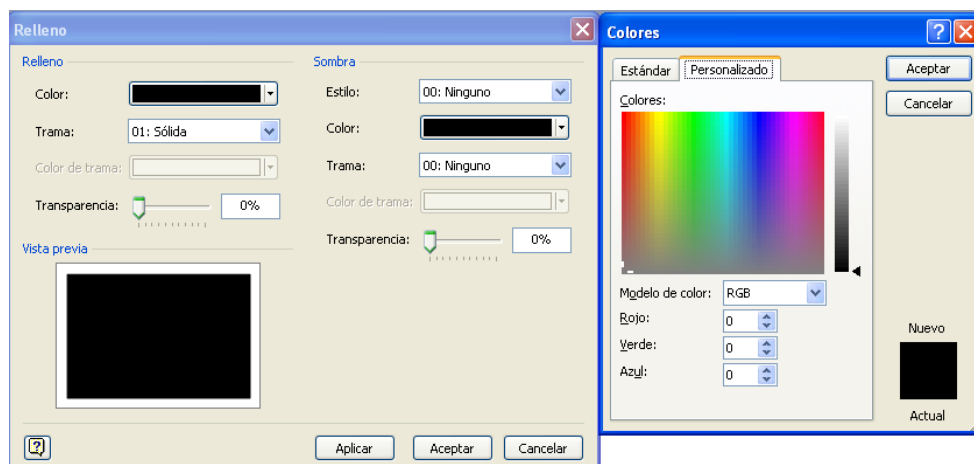 Relleno
Relleno
Color:
Trama: 01: Sólida
Color de trama:
Transparencia: 0%
Vista previa
Sombra
Estilo: 00: Ninguno
Color:
Trama: 00: Ninguno
Color de trama:
Transparencia: 0%
Aplicar Aceptar Cancelar
Colores
Estándar Personalizado
Aceptar
Cancelar
Colores:
Modelo de color: RGB
Rojo: 0
Verde: 0
Azul: 0
Nuevo
Actual